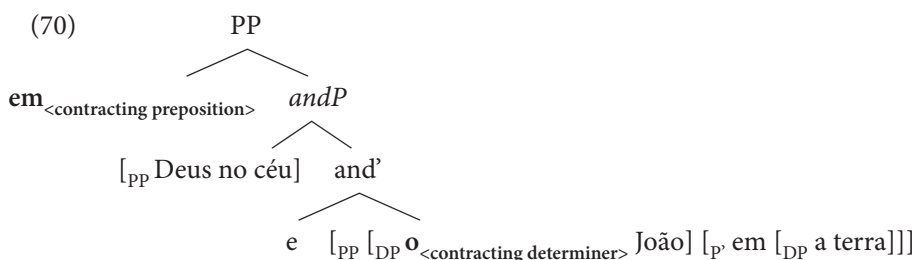 (70) PP
em<contracting preposition> andP
[PP Deus no céu] and’
e [PP [DP o<contracting determiner> João] [P’ em [DP a terra]]]